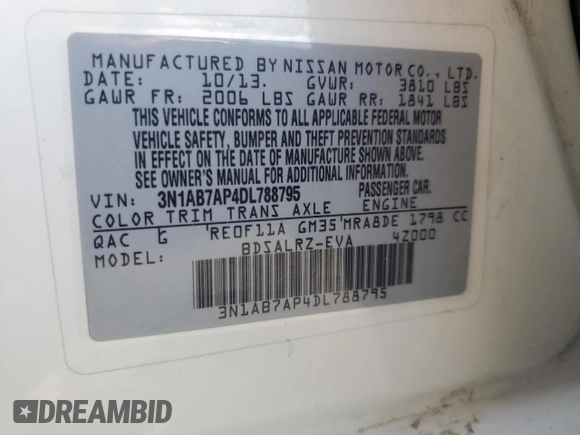 MANUFACTURED BY NISSAN MOTOR CO., LTD.
DATE: 10/13. GVWR: 3810 LBS
GAWR FR: 2006 LBS GAWR RR: 1841 LBS
THIS VEHICLE CONFORMS TO ALL APPLICABLE FEDERAL MOTOR
VEHICLE SAFETY, BUMPER AND THEFT PREVENTION STANDARDS
IN EFFECT ON THE DATE OF MANUFACTURE SHOWN ABOVE.
SEE OWNER'S MANUAL FOR ADDITIONAL INFORMATION.
VIN: 3N1AB7AP4DL788795 PASSENGER CAR.
COLOR TRIM TRANS AXLE ENGINE
QAC G RE0F11A GM35 MRA8DE 1798 CC
BDSALRZ-EVA 4Z000
3N1AB7AP4DL788795
DREAMBID